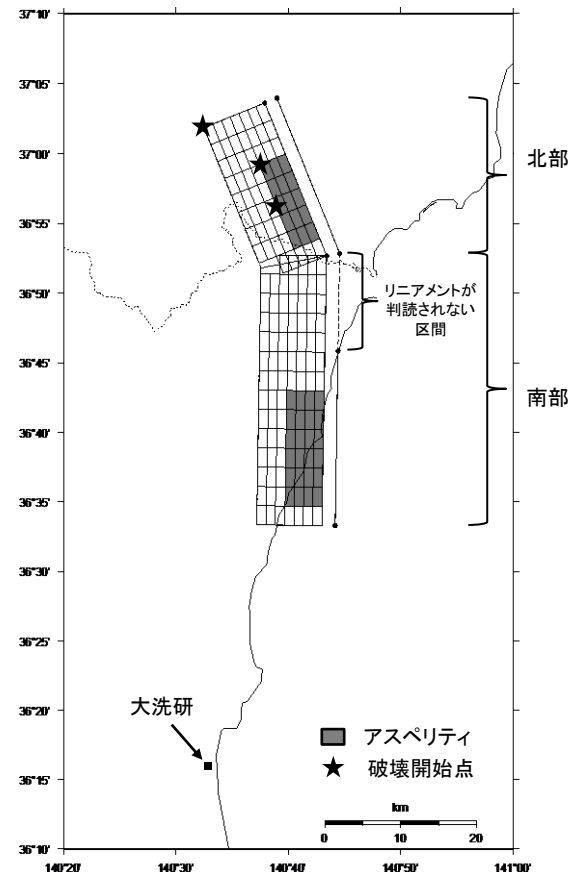 37°10'
37°05'
37°00'
36°55'
36°50'
36°45'
36°40'
36°35'
36°30'
36°25'
36°20'
36°15'
36°10'
140°20'
140°30'
140°40'
140°50'
141°00'
北部
リニアメントが
判読されない
区間
南部
大洗研
アスペリティ
破壊開始点
km
0 10 20